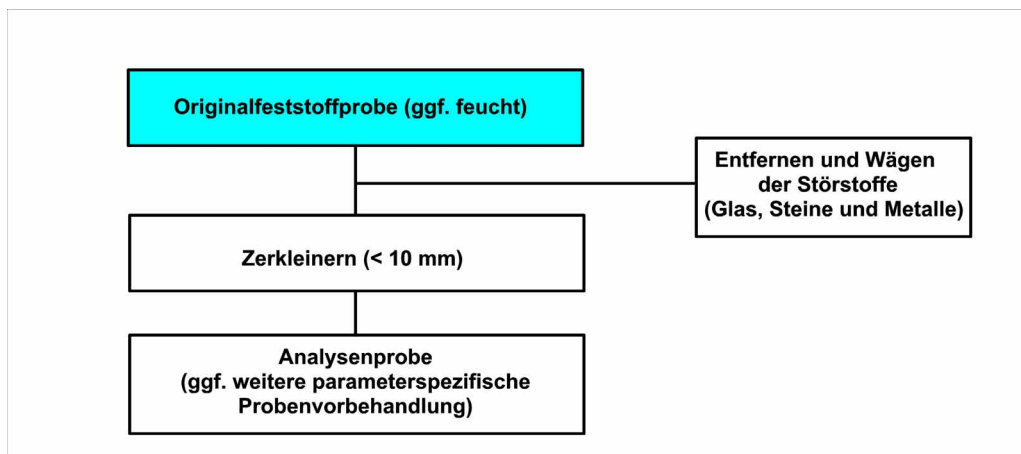 Originalfeststoffprobe (ggf. feucht)
Entfernen und Wägen
der Störstoffe
(Glas, Steine und Metalle)
Zerkleinern (< 10 mm)
Analysenprobe
(ggf. weitere parameterspezifische
Probenvorbehandlung)